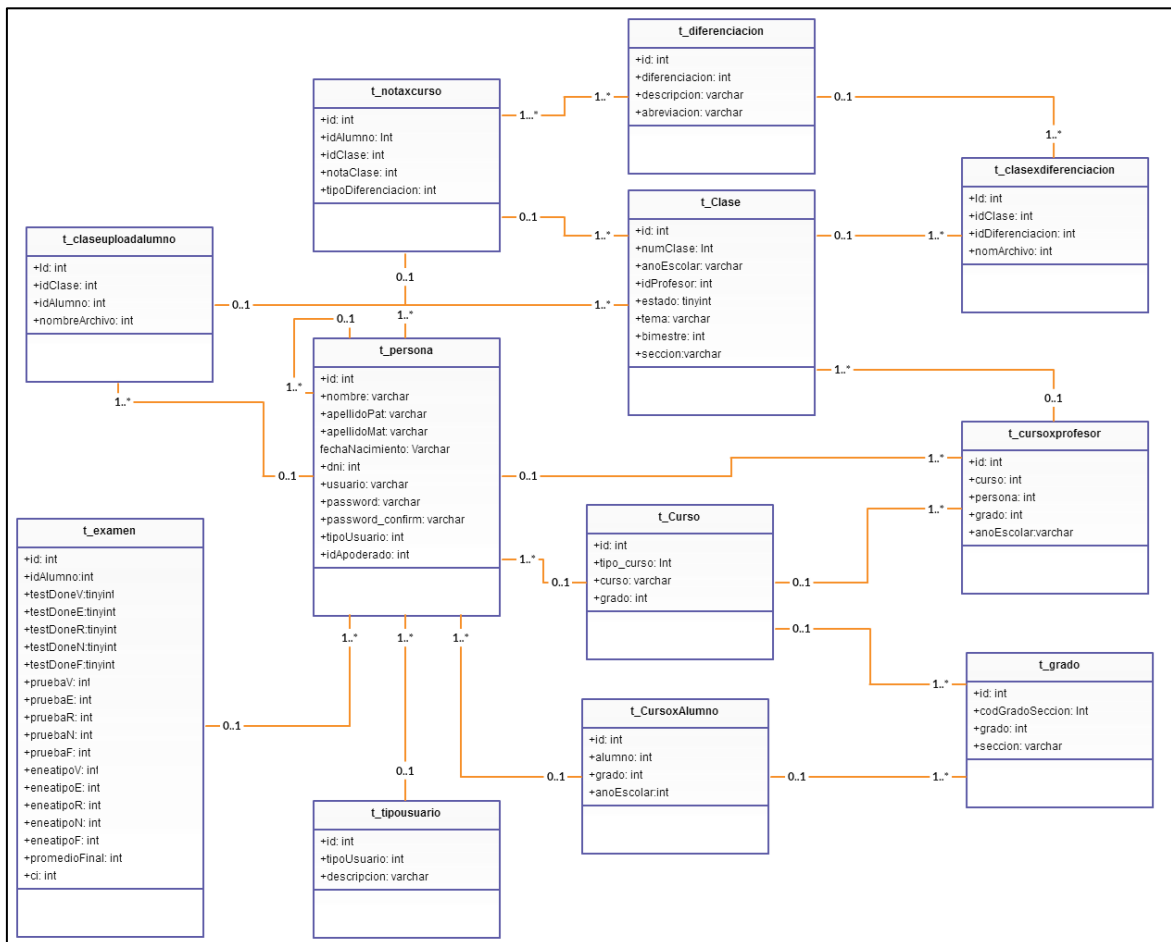 t_diferenciacion
+id: int
+diferenciacion: int
+descripcion: varchar
+abreviacion: varchar
t_notaxcurso
+id: int
+idAlumno: Int
+idClase: int
+notaClase: int
+tipoDiferenciacion: int
1...*
1..*
0..1
1..*
t_clasexdiferenciacion
+Id: int
+idClase: int
+idDiferenciacion: int
+nomArchivo: int
t_Clase
+id: int
+numClase: Int
+anoEscolar: varchar
+idProfesor: int
+estado: tinyint
+tema: varchar
+bimestre: int
+seccion:varchar
0..1
1..*
0..1
1..*
t_claseuploadalumno
+Id: int
+idClase: int
+idAlumno: int
+nombreArchivo: int
0..1
0..1
1..*
0..1
1..*
1..*
t_persona
+id: int
+nombre: varchar
+apellidoPat: varchar
+apellidoMat: varchar
fechaNacimiento: Varchar
+dni: int
+usuario: varchar
+password: varchar
+password_confirm: varchar
+tipoUsuario: int
+idApoderado: int
1..*
0..1
1..*
0..1
t_cursoxprofesor
+id: int
+curso: int
+persona: int
+grado: int
+anoEscolar:varchar
0..1
1..*
1..*
0..1
t_Curso
+id: int
+tipo_curso: Int
+curso: varchar
+grado: int
0..1
1..*
0..1
1..*
t_examen
+id: int
+idAlumno:int
+testDoneV:tinyint
+testDoneE:tinyint
+testDoneR:tinyint
+testDoneN:tinyint
+testDoneF:tinyint
+pruebaV: int
+pruebaE: int
+pruebaR: int
+pruebaN: int
+pruebaF: int
+eneatipoV: int
+eneatipoE: int
+eneatipoR: int
+eneatipoN: int
+eneatipoF: int
+promedioFinal: int
+ci: int
0..1
1..*
1..*
1..*
0..1
0..1
t_tipousuario
+id: int
+tipoUsuario: int
+descripcion: varchar
t_CursoxAlumno
+id: int
+alumno: int
+grado: int
+anoEscolar:int
0..1
1..*
t_grado
+id: int
+codGradoSeccion: Int
+grado: int
+seccion: varchar